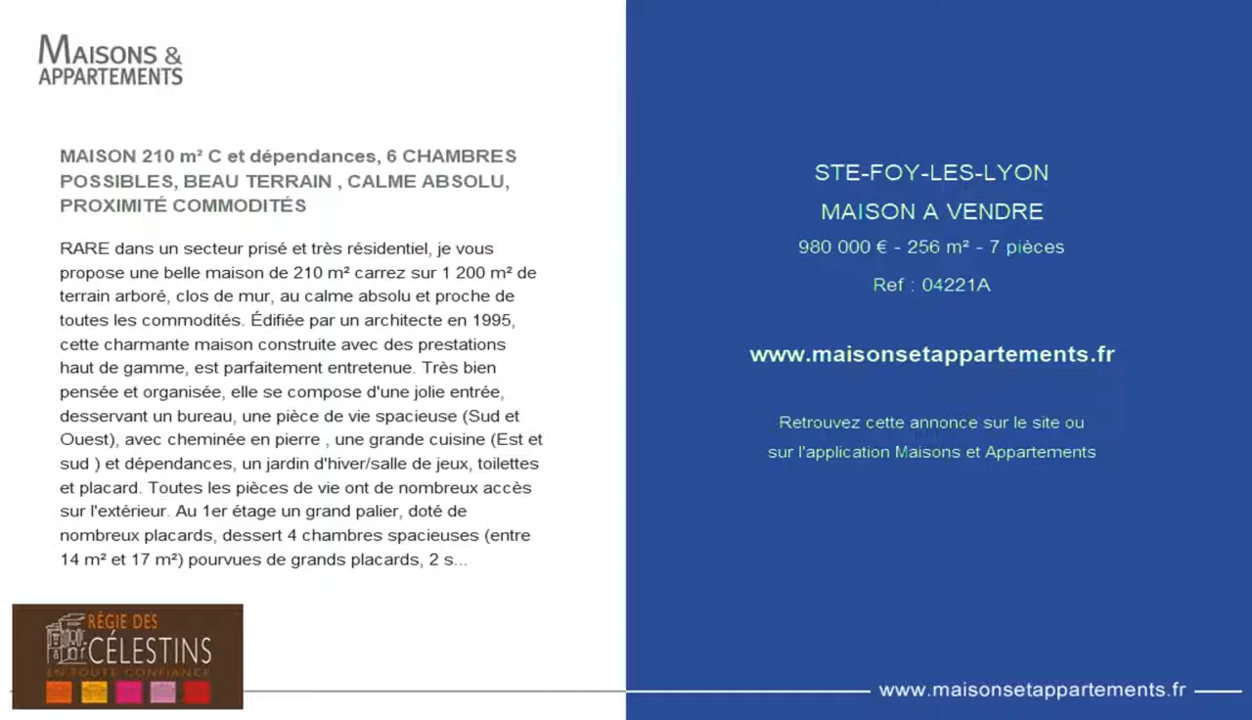 MAISONS &
APPARTEMENTS
MAISON 210 m² C et dépendances, 6 CHAMBRES
POSSIBLES, BEAU TERRAIN , CALME ABSOLU,
PROXIMITÉ COMMODITÉS
RARE dans un secteur prisé et très résidentiel, je vous
propose une belle maison de 210 m² carrez sur 1 200 m² de
terrain arboré, clos de mur, au calme absolu et proche de
toutes les commodités. Édifiée par un architecte en 1995,
cette charmante maison construite avec des prestations
haut de gamme, est parfaitement entretenue. Très bien
pensée et organisée, elle se compose d'une jolie entrée,
desservant un bureau, une pièce de vie spacieuse (Sud et
Ouest), avec cheminée en pierre , une grande cuisine (Est et
sud ) et dépendances, un jardin d'hiver/salle de jeux, toilettes
et placard. Toutes les pièces de vie ont de nombreux accès
sur l'extérieur. Au 1er étage un grand palier, doté de
nombreux placards, dessert 4 chambres spacieuses (entre
14 m² et 17 m²) pourvues de grands placards, 2 s...
RÉGIE DES
CÉLESTINS
EN TOUTE CONFIANCE
STE-FOY-LES-LYON
MAISON A VENDRE
980 000 € - 256 m² - 7 pièces
Ref : 04221A
www.maisonsetappartements.fr
Retrouvez cette annonce sur le site ou
sur l'application Maisons et Appartements
www.maisonsetappartements.fr